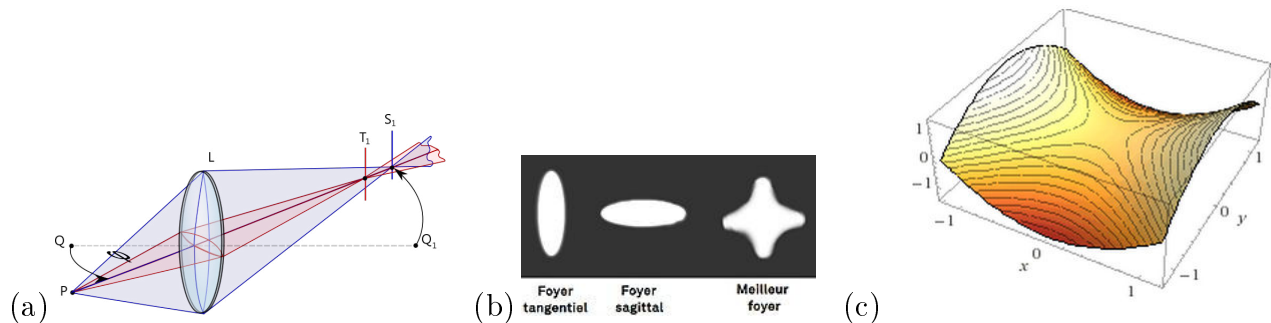 L
T1
S1
Q
Q1
P
(a)
Foyer tangentiel
Foyer sagittal
Meilleur foyer
(b)
1
0
−1
−1
0
x
1
−1
0
y
1
(c)